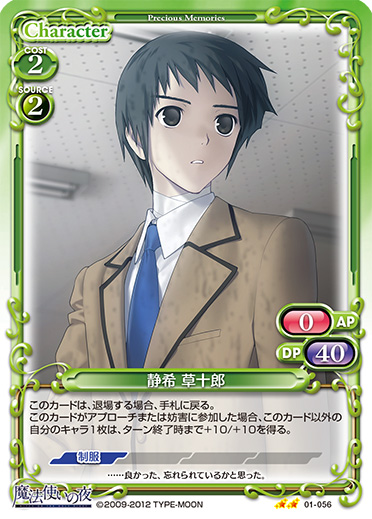 Precious Memories
Character
COST
2
SOURCE
2
0 AP
DP 40
静希 草十郎
このカードは、退場する場合、手札に戻る。
このカードがアプローチまたは妨害に参加した場合、このカード以外の
自分のキャラ1枚は、ターン終了時まで+10/+10を得る。
制服
……良かった、忘れられているかと思った。
魔法使いの夜
©2009-2012 TYPE-MOON
01-056